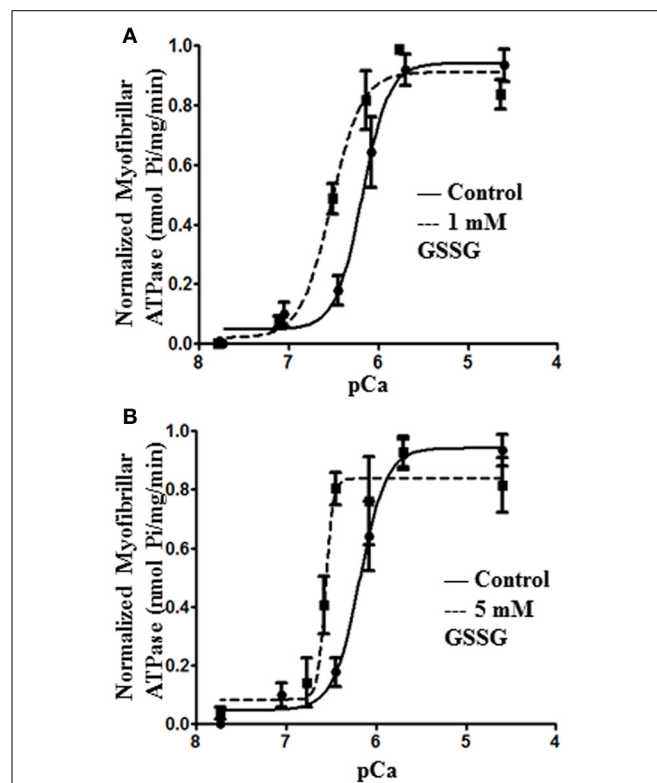 A
Normalized Myofibrillar
ATPase (nmol Pi/mg/min)
1.0
0.8
0.6
0.4
0.2
0.0
Control
1 mM
GSSG
8 7 6 5 4
pCa
B
Normalized Myofibrillar
ATPase (nmol Pi/mg/min)
1.0
0.8
0.6
0.4
0.2
0.0
Control
5 mM
GSSG
8 7 6 5 4
pCa